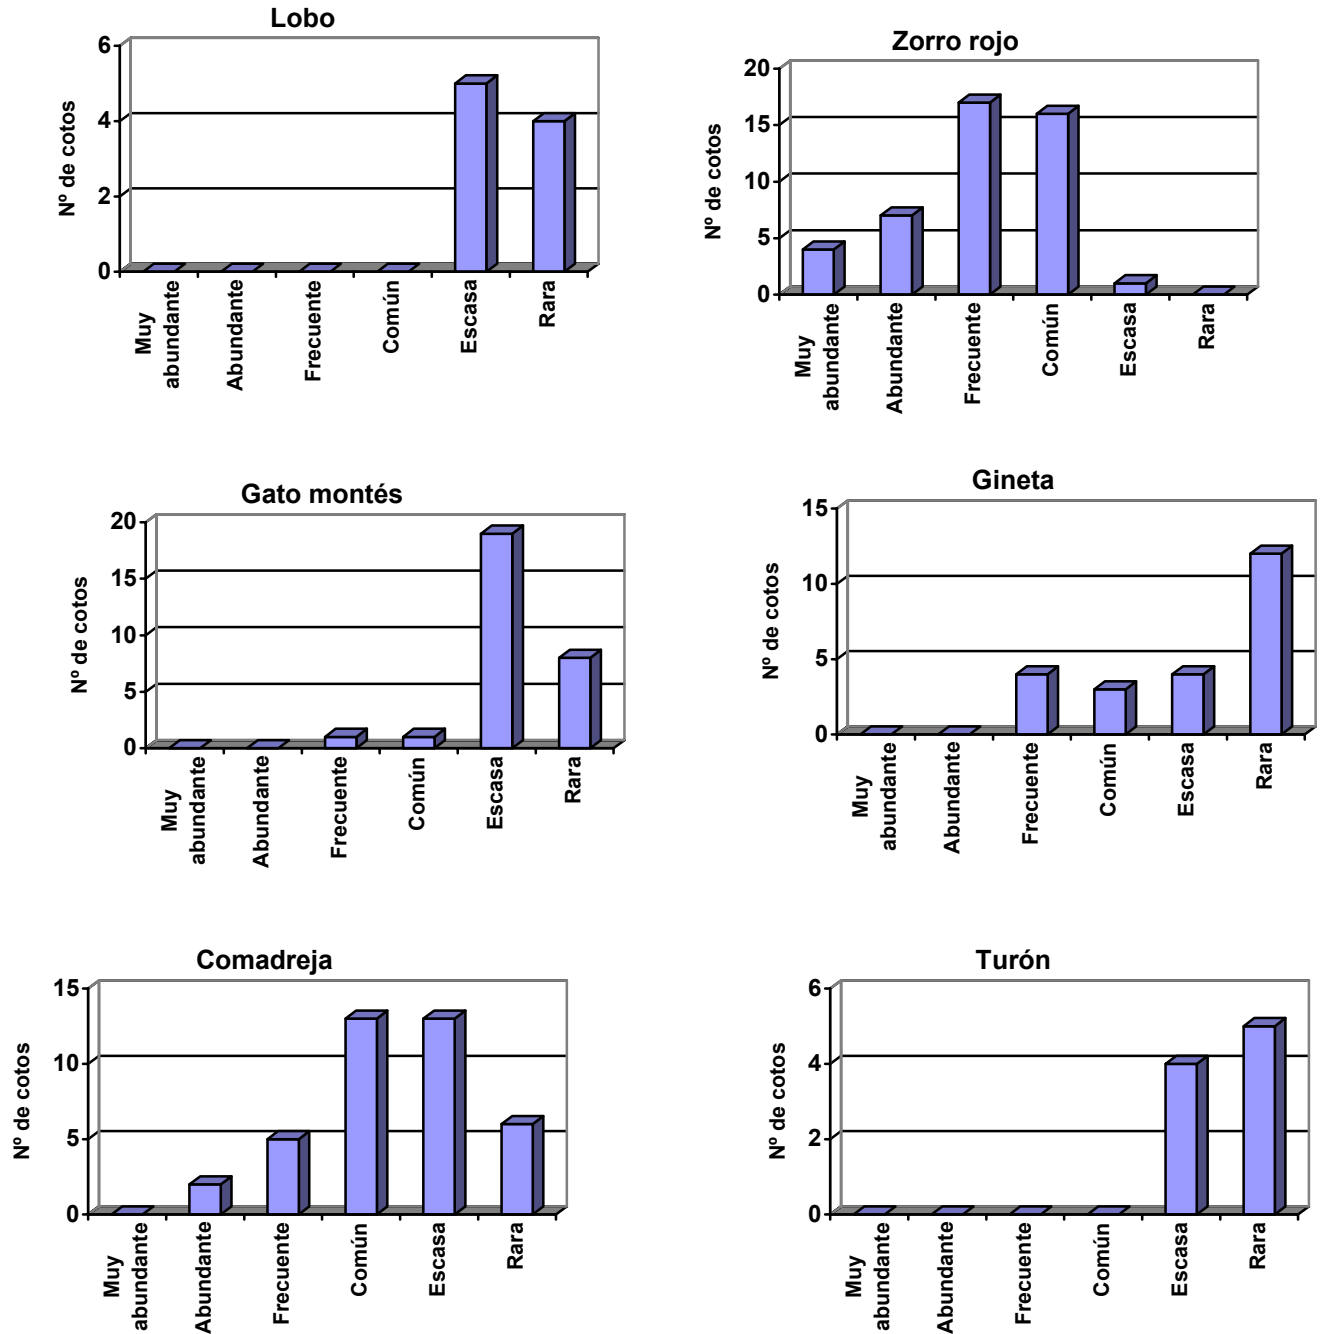 Lobo
Nº de cotos
6
4
2
0
Muy
abundante
Abundante
Frecuente
Común
Escasa
Rara
Zorro rojo
Nº de cotos
20
15
10
5
0
Muy
abundante
Abundante
Frecuente
Común
Escasa
Rara
Gato montés
Nº de cotos
20
15
10
5
0
Muy
abundante
Abundante
Frecuente
Común
Escasa
Rara
Gineta
Nº de cotos
15
10
5
0
Muy
abundante
Abundante
Frecuente
Común
Escasa
Rara
Comadreja
Nº de cotos
15
10
5
0
Muy
abundante
Abundante
Frecuente
Común
Escasa
Rara
Turón
Nº de cotos
6
4
2
0
Muy
abundante
Abundante
Frecuente
Común
Escasa
Rara